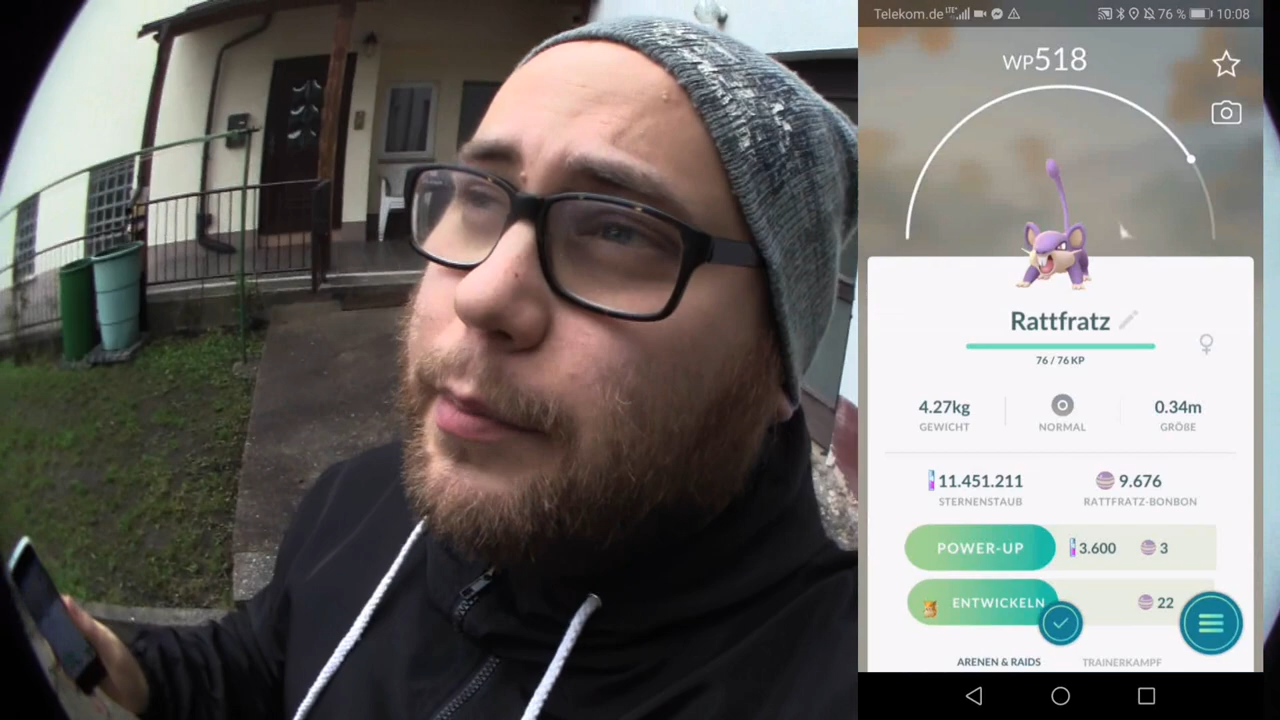 Telekom.de 76 % 10:08
WP518
Rattfratz
76 / 76 KP
4.27kg 0.34m
GEWICHT NORMAL GRÖßE
11.451.211 9.676
STERNENSTAUB RATTFRATZ-BONBON
POWER-UP 3.600 3
ENTWICKELN 22
ARENEN & RAIDS TRAINERKAMPF